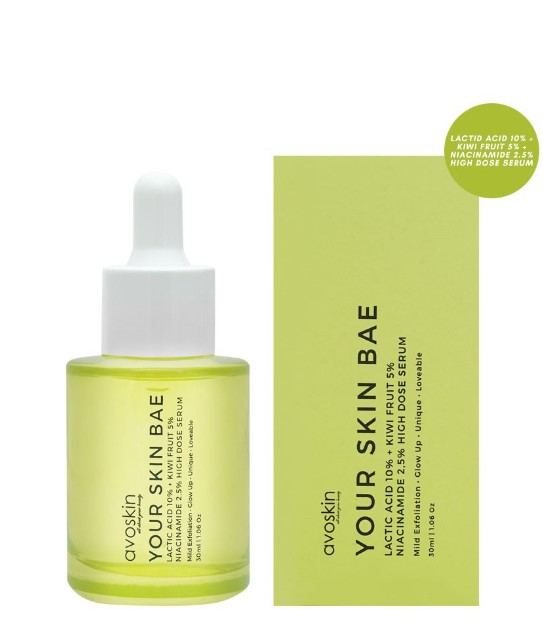 LACTID ACID 10% +
KIWI FRUIT 5% +
NIACINAMIDE 2.5%
HIGH DOSE SERUM
avoskin
YOUR SKIN BAE
LACTIC ACID 10% + KIWI FRUIT 5%
NIACINAMIDE 2.5% HIGH DOSE SERUM
Mild Exfoliation · Glow Up · Unique · Loveable
30ml | 1.06 Oz
avoskin
YOUR SKIN BAE
LACTIC ACID 10% + KIWI FRUIT 5%
NIACINAMIDE 2,5% HIGH DOSE SERUM
Mild Exfoliation · Glow Up · Unique · Loveable
30ml | 1.06 Oz